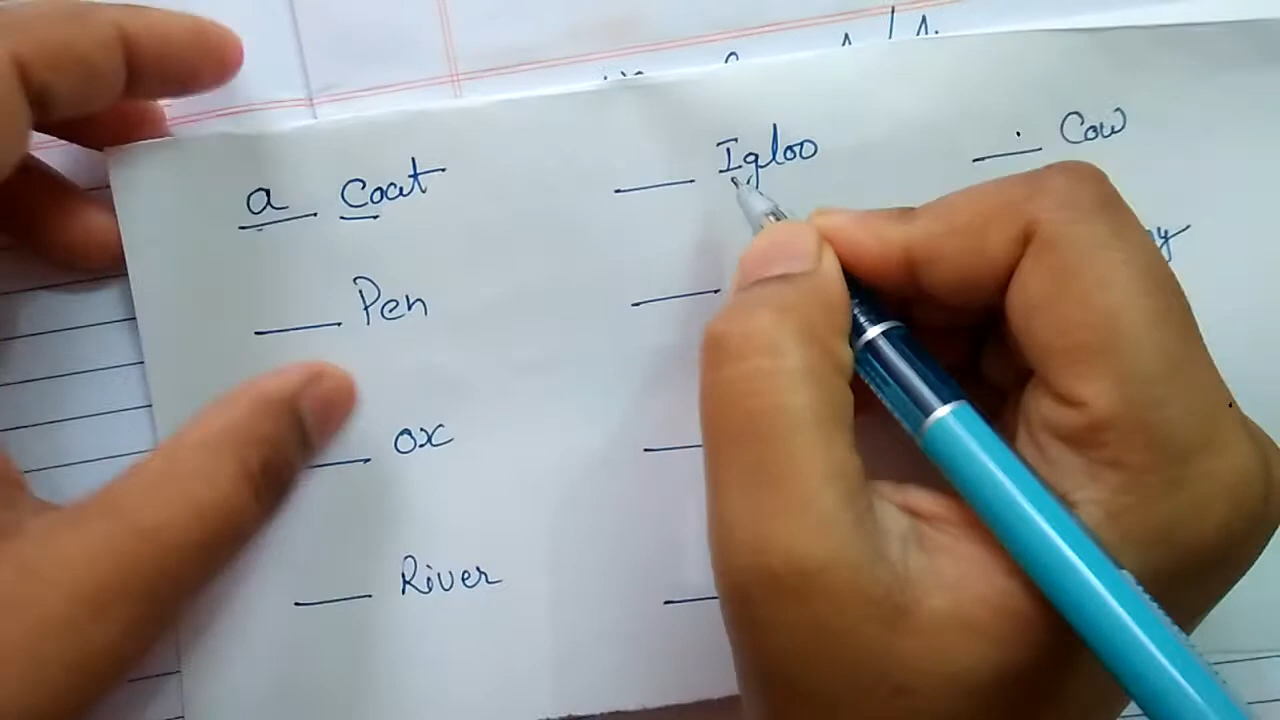 a Coat ___ Igloo ___ Cow
___ Pen ___
___ ox ___
___ River ___